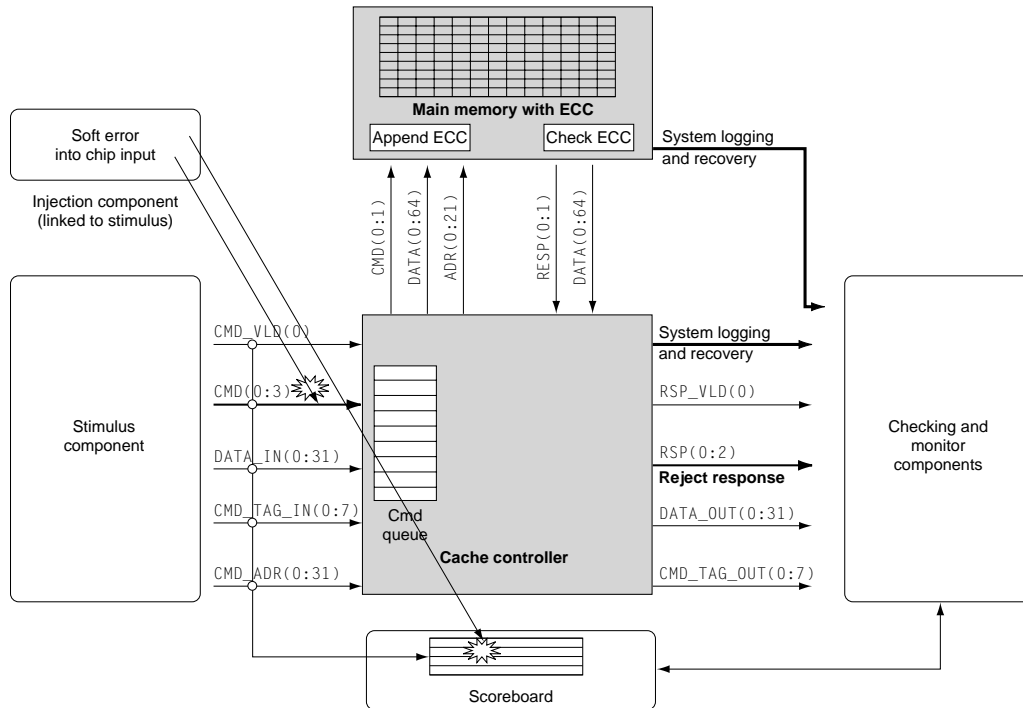 Main memory with ECC
Append ECC
Check ECC
System logging
and recovery
Soft error
into chip input
Injection component
(linked to stimulus)
CMD(0:1)
DATA(0:64)
ADR(0:21)
RESP(0:1)
DATA(0:64)
Stimulus
component
CMD_VLD(0)
CMD(0:3)
DATA_IN(0:31)
CMD_TAG_IN(0:7)
CMD_ADR(0:31)
Cmd
queue
Cache controller
System logging
and recovery
RSP_VLD(0)
RSP(0:2)
Reject response
DATA_OUT(0:31)
CMD_TAG_OUT(0:7)
Checking and
monitor
components
Scoreboard